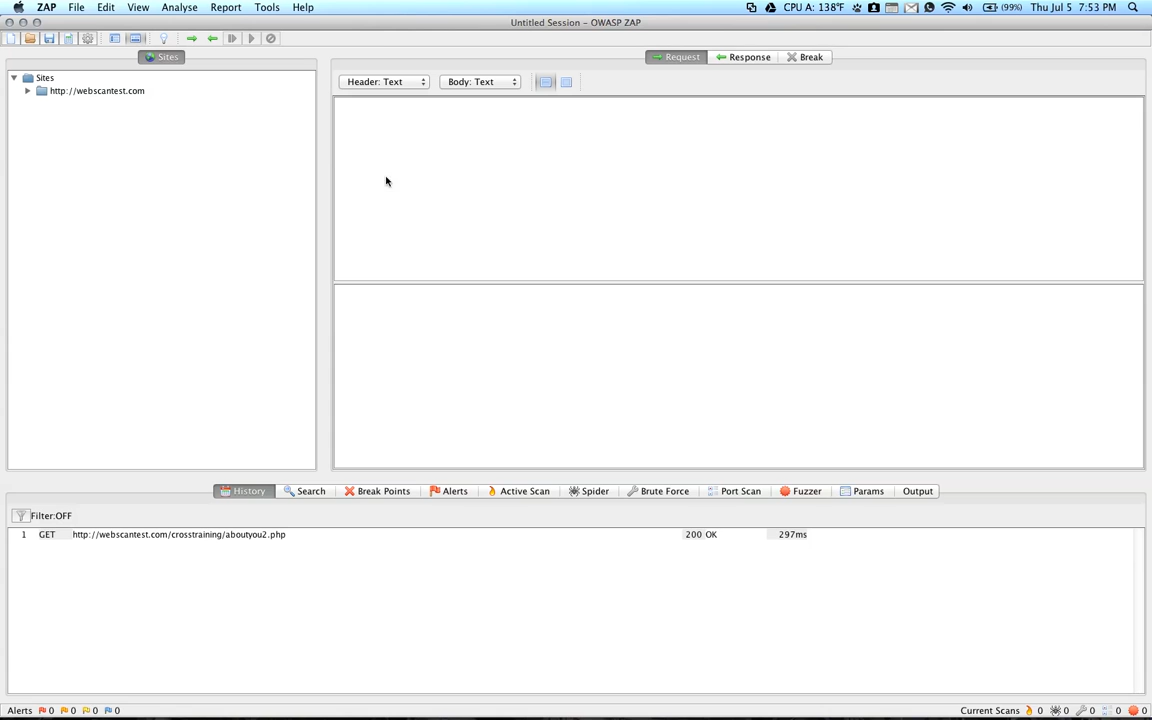 ZAP File Edit View Analyse Report Tools Help CPU A: 138°F (99%) Thu Jul 5 7:53 PM
Untitled Session - OWASP ZAP
Sites
Request Response Break
Header: Text Body: Text
Sites
http://webscantest.com
History Search Break Points Alerts Active Scan Spider Brute Force Port Scan Fuzzer Params Output
Filter:OFF
1 GET http://webscantest.com/crosstraining/aboutyou2.php 200 OK 297ms
Alerts 0 0 0 0 Current Scans 0 0 0 0 0